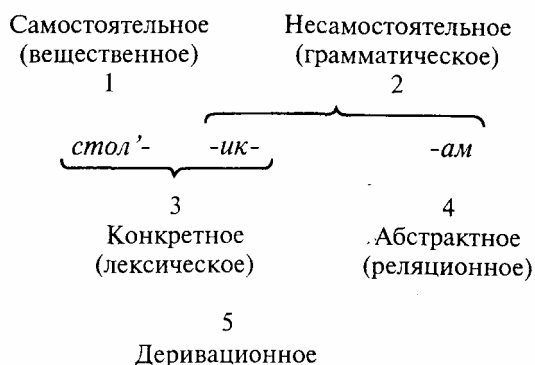 Самостоятельное Несамостоятельное
(вещественное) (грамматическое)
1 2
стол’- -ик- -ам
3 4
Конкретное Абстрактное
(лексическое) (реляционное)
5
Деривационное